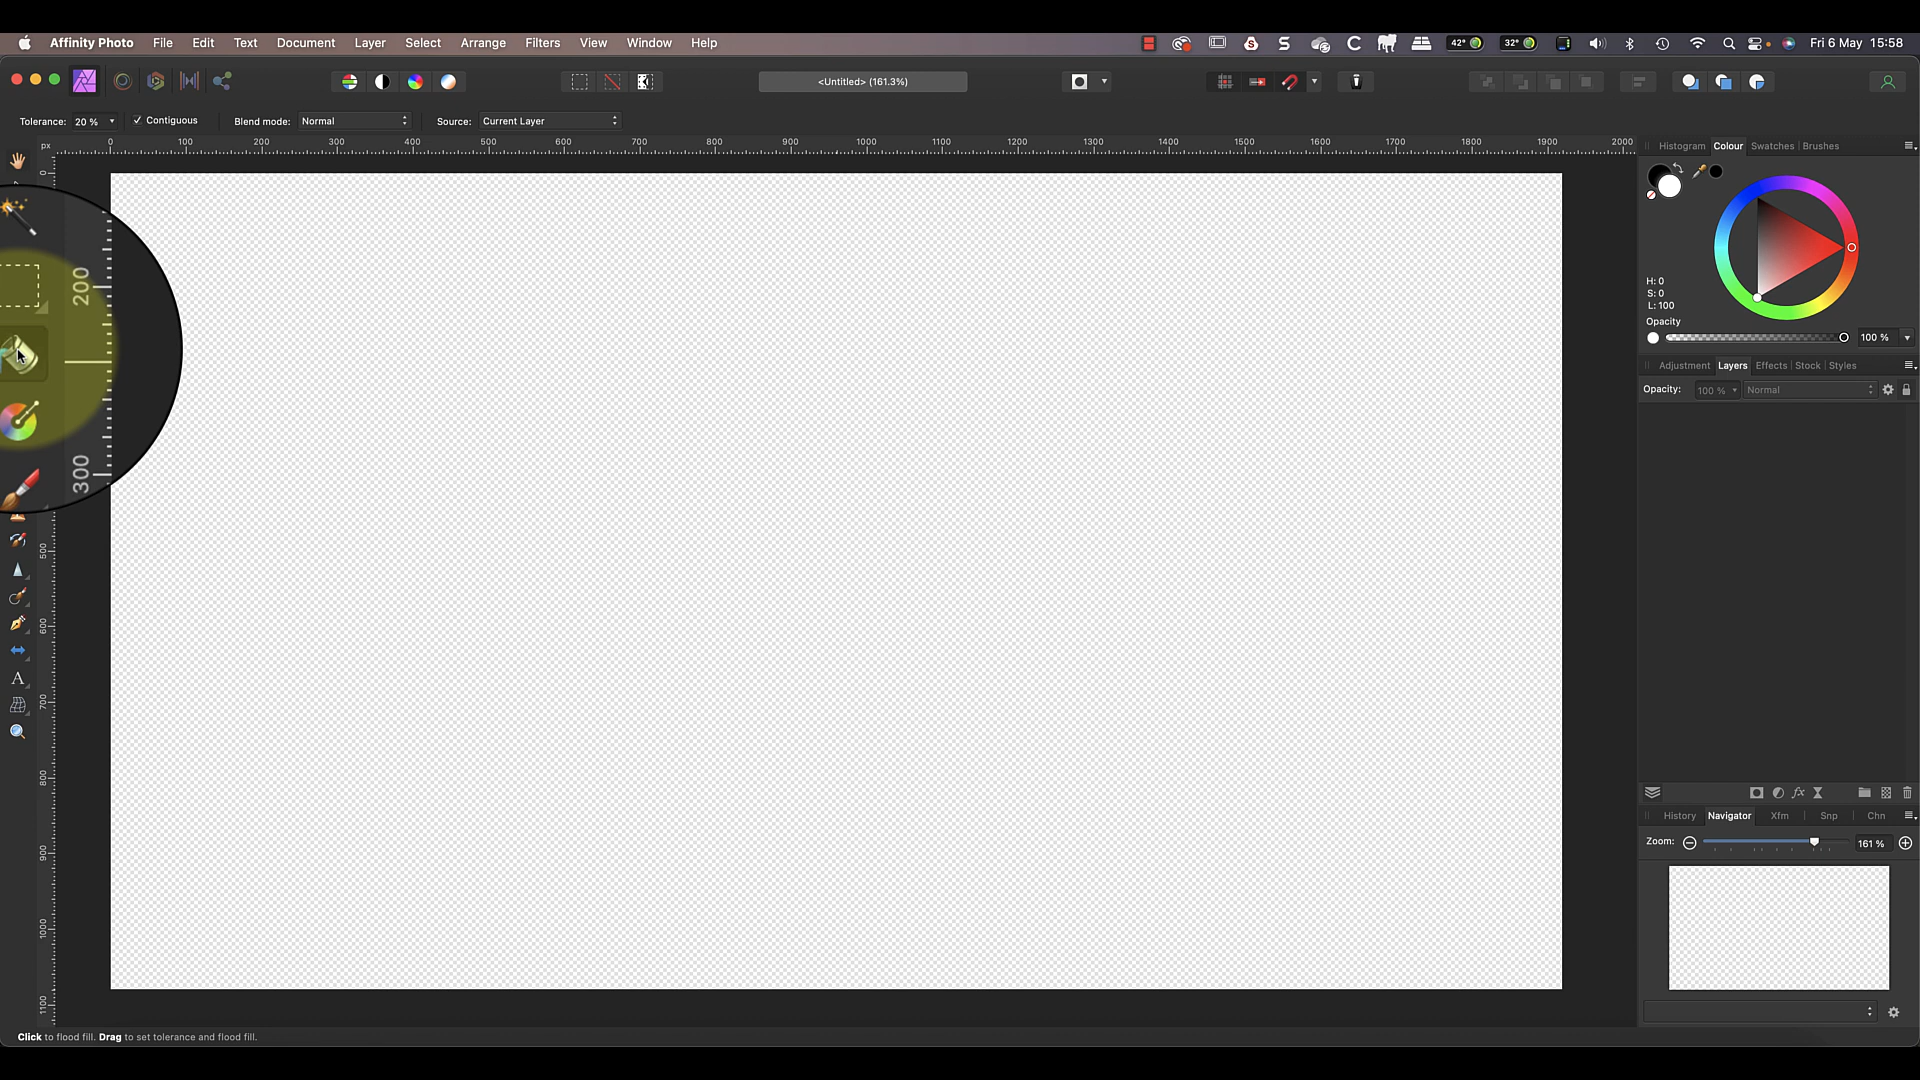 Affinity Photo File Edit Text Document Layer Select Arrange Filters View Window Help 42° 32° Fri 6 May 15:58
<Untitled> (161.3%)
Tolerance: 20 % Contiguous Blend mode: Normal Source: Current Layer
px 0 100 200 300 400 500 600 700 800 900 1000 1100 1200 1300 1400 1500 1600 1700 1800 1900 2000
0
200
300
500
600
700
800
900
1000
1100
Histogram Colour Swatches Brushes
H: 0
S: 0
L: 100
Opacity
100 %
Adjustment Layers Effects Stock Styles
Opacity: 100 % Normal
fx
History Navigator Xfm Snp Chn
Zoom: 161 %
Click to flood fill. Drag to set tolerance and flood fill.